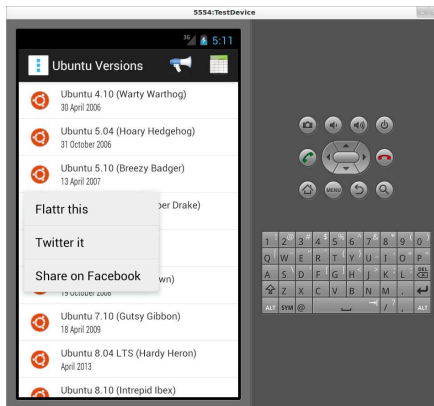 5554:TestDevice
3G 5:11
Ubuntu Versions
Ubuntu 4.10 (Warty Warthog)
30 April 2006
Ubuntu 5.04 (Hoary Hedgehog)
31 October 2006
Ubuntu 5.10 (Breezy Badger)
13 April 2007
per Drake)
Flattr this
Twitter it
Share on Facebook
wn)
19 October 2008
Ubuntu 7.10 (Gutsy Gibbon)
18 April 2009
Ubuntu 8.04 LTS (Hardy Heron)
April 2013
Ubuntu 8.10 (Intrepid Ibex)
MENU
1 2 @ 3 # 4 $ 5 % 6 ^ 7 & 8 * 9 ( 0 )
Q W E R T { Y } U I O P
A S D F [ G ] H < J > K L : DEL
Z X C V B N M .
ALT SYM @ / ? , ALT